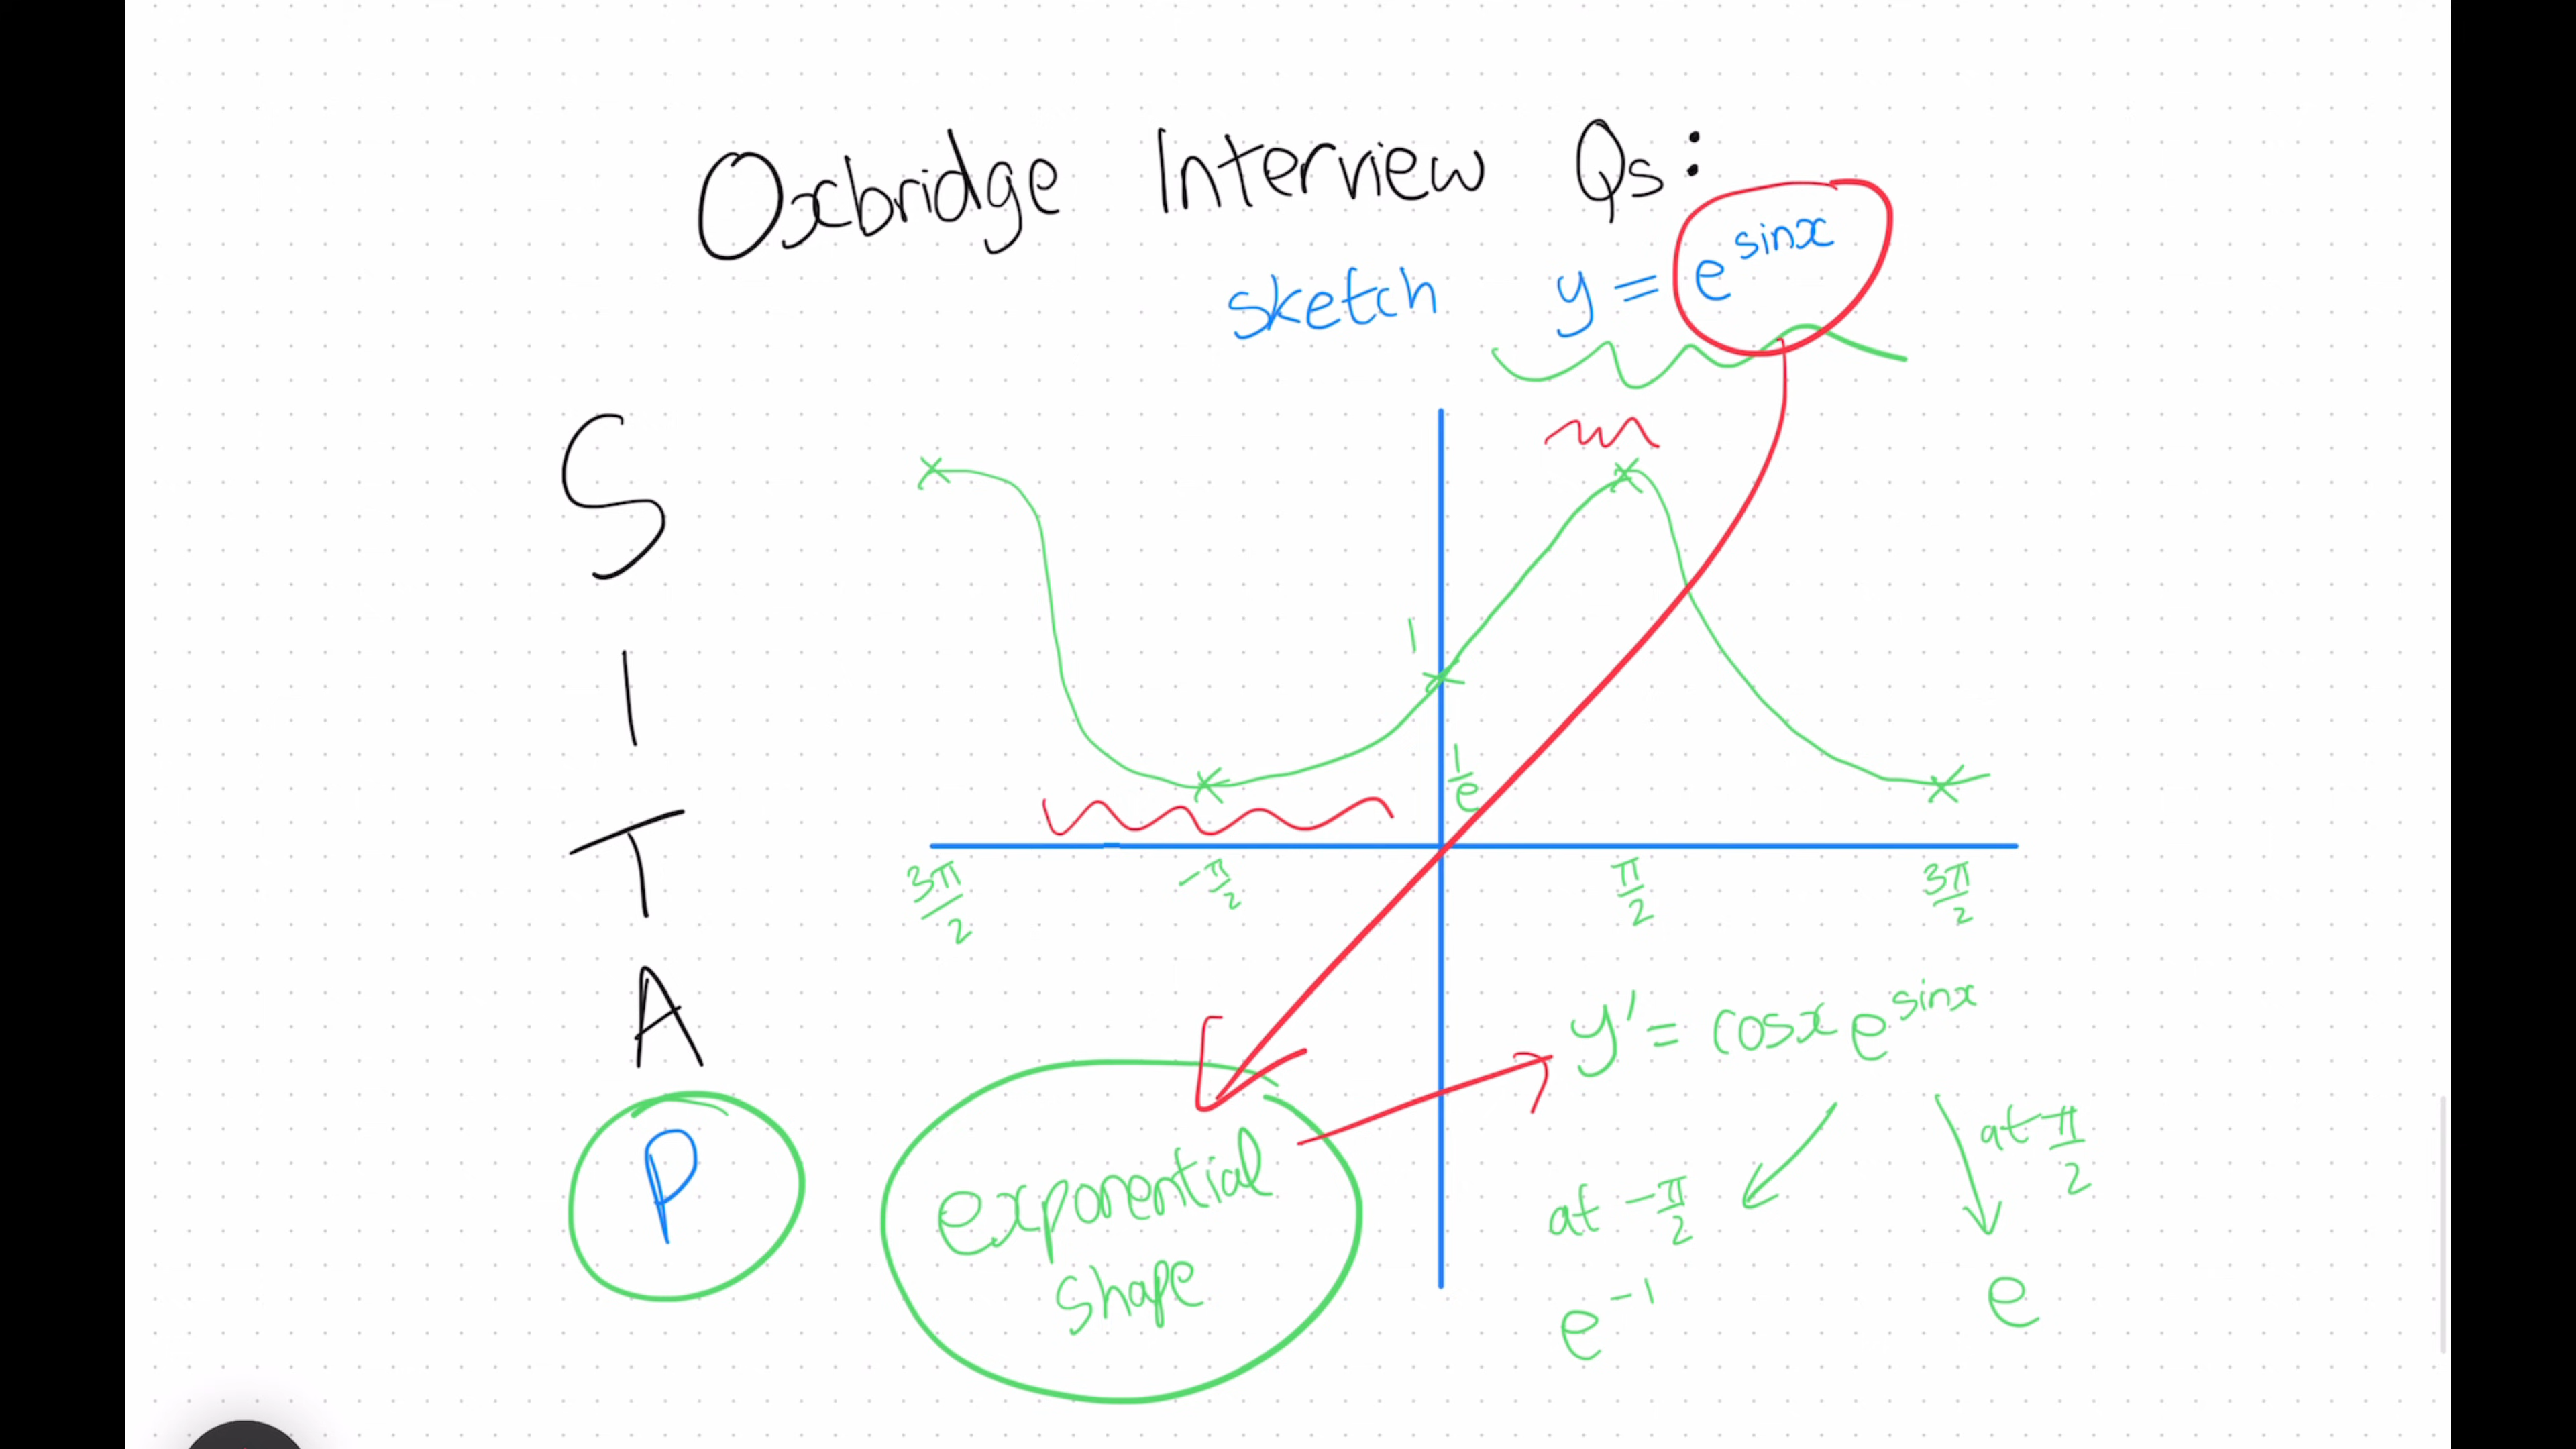 Oxbridge Interview Qs:
sketch y = e^sinx
S
I
T
A
P
1
1/e
3π/2
-π/2
π/2
3π/2
y' = cosx e^sinx
at -π/2
e^-1
at π/2
e
exponential
shape